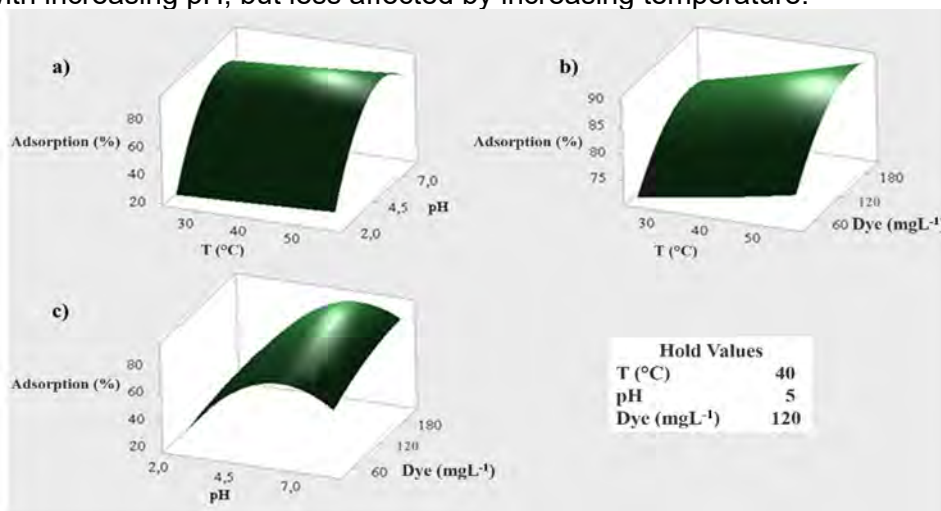 with increasing pH, but less affected by increasing temperature.
a)
80
60
40
20
Adsorption (%)
30
40
50
T (°C)
2,0
4,5
7,0
pH
b)
90
85
80
75
Adsorption (%)
30
40
50
T (°C)
60
120
180
Dye (mgL⁻¹)
c)
80
60
40
20
Adsorption (%)
2,0
4,5
7,0
pH
60
120
180
Dye (mgL⁻¹)
Hold Values
T (°C) 40
pH 5
Dye (mgL⁻¹) 120